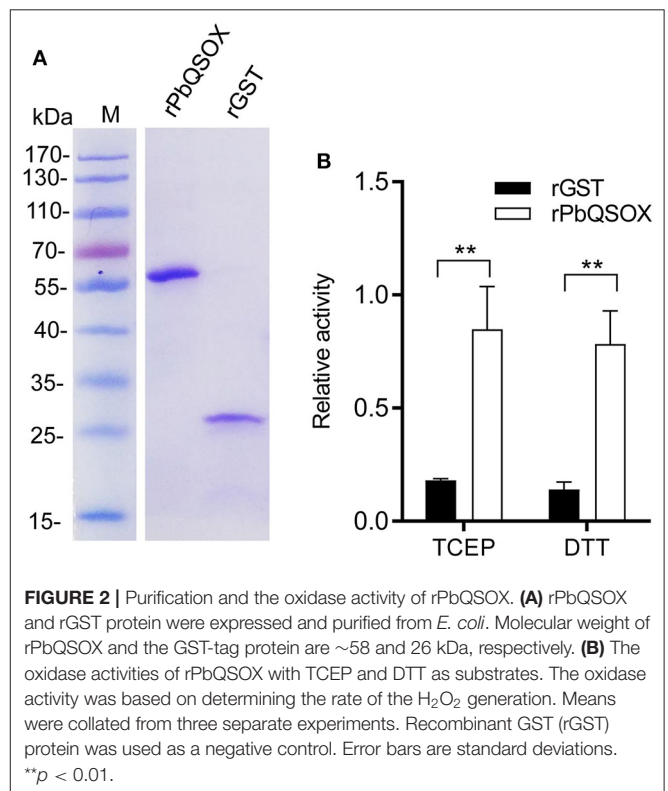 A
rPbQSOX
rGST
kDa
M
170-
130-
110-
70-
55-
40-
35-
25-
15-
B
1.5
1.0
0.5
0.0
Relative activity
rGST
rPbQSOX
**
**
TCEP
DTT
FIGURE 2 | Purification and the oxidase activity of rPbQSOX. (A) rPbQSOX
and rGST protein were expressed and purified from E. coli. Molecular weight of
rPbQSOX and the GST-tag protein are ∼58 and 26 kDa, respectively. (B) The
oxidase activities of rPbQSOX with TCEP and DTT as substrates. The oxidase
activity was based on determining the rate of the H₂O₂ generation. Means
were collated from three separate experiments. Recombinant GST (rGST)
protein was used as a negative control. Error bars are standard deviations.
**p < 0.01.